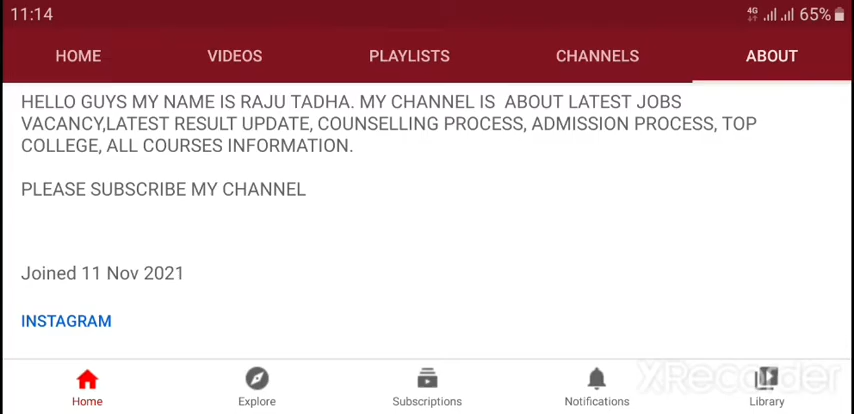 11:14
4G
65%
HOME
VIDEOS
PLAYLISTS
CHANNELS
ABOUT
HELLO GUYS MY NAME IS RAJU TADHA. MY CHANNEL IS  ABOUT LATEST JOBS
VACANCY,LATEST RESULT UPDATE, COUNSELLING PROCESS, ADMISSION PROCESS, TOP
COLLEGE, ALL COURSES INFORMATION.
PLEASE SUBSCRIBE MY CHANNEL
Joined 11 Nov 2021
INSTAGRAM
XRecorder
Home
Explore
Subscriptions
Notifications
Library